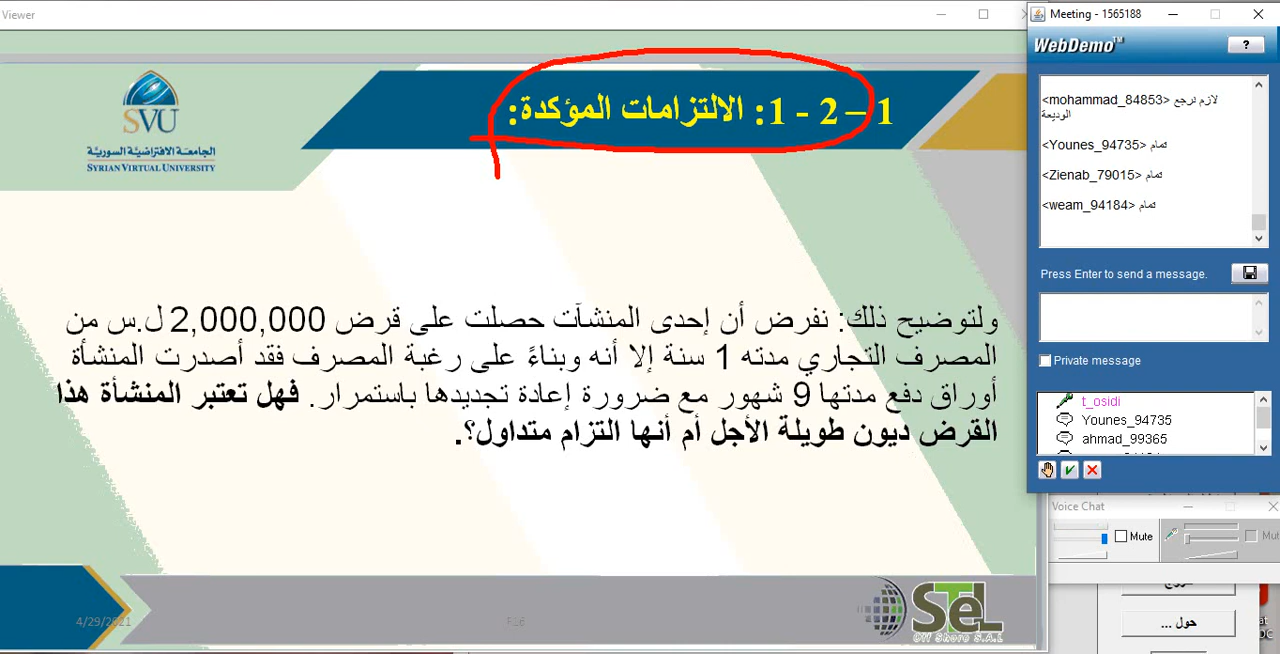 Viewer
1 – 2 - 1: الالتزامات المؤكدة:
SVU
الجامعة الافتراضية السورية
SYRIAN VIRTUAL UNIVERSITY
ولتوضيح ذلك: نفرض أن إحدى المنشآت حصلت على قرض 2,000,000 ل.س من
المصرف التجاري مدته 1 سنة إلا أنه وبناءً على رغبة المصرف فقد أصدرت المنشأة
أوراق دفع مدتها 9 شهور مع ضرورة إعادة تجديدها باستمرار. فهل تعتبر المنشأة هذا
القرض ديون طويلة الأجل أم أنها التزام متداول؟.
4/29/2021
SteL
Off Shore S.A.L
Meeting - 1565188
WebDemo™
?
<mohammad_84853> لازم نرجع
الوديعة
<Younes_94735> تمام
<Zienab_79015> تمام
<weam_94184> تمام
Press Enter to send a message.
Private message
t_osidi
Younes_94735
ahmad_99365
Voice Chat
Mute
Mut
حول ...